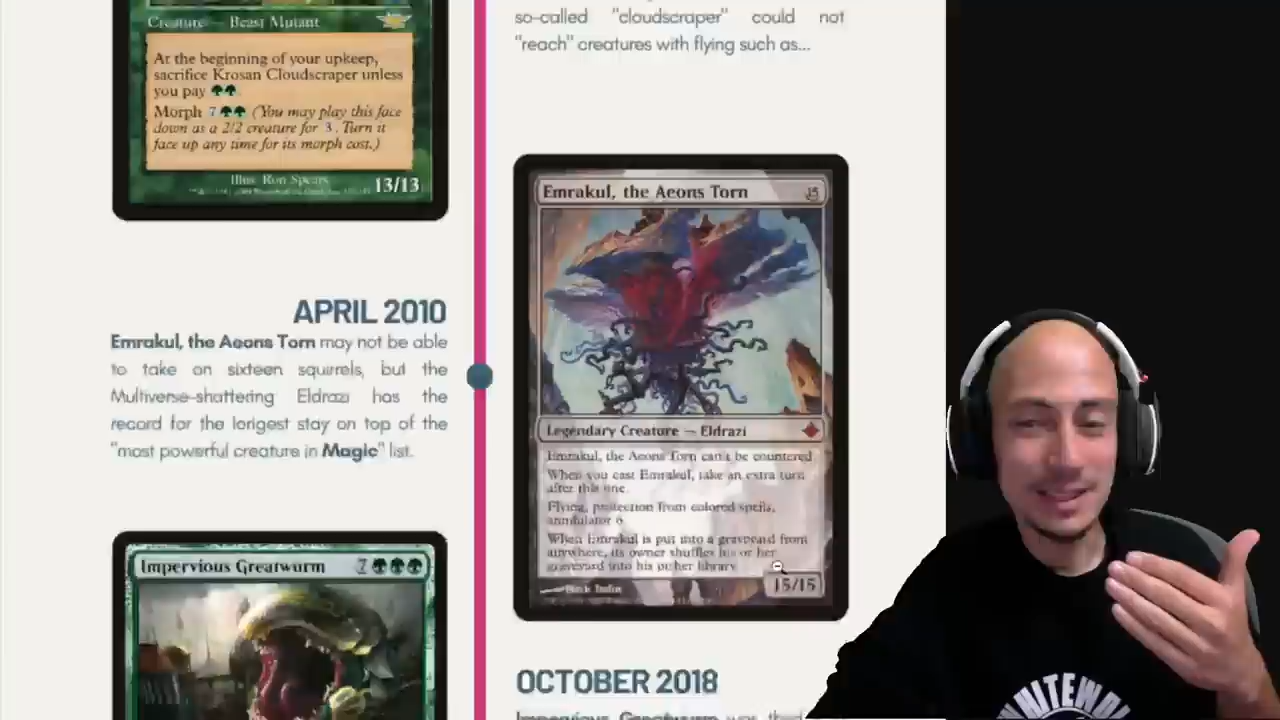 Creature — Beast Mutant
At the beginning of your upkeep,
sacrifice Krosan Cloudscraper unless
you pay
Morph 7 (You may play this face
down as a 2/2 creature for 3. Turn it
face up any time for its morph cost.)
Illus. Ron Spears
13/13
so-called "cloudscraper" could not
"reach" creatures with flying such as...
APRIL 2010
Emrakul, the Aeons Torn may not be able
to take on sixteen squirrels, but the
Multiverse-shattering Eldrazi has the
record for the longest stay on top of the
"most powerful creature in Magic" list.
Emrakul, the Aeons Torn 15
Legendary Creature — Eldrazi
Emrakul, the Aeons Torn can't be countered.
When you cast Emrakul, take an extra turn
after this one.
Flying, protection from colored spells,
annihilator 6
When Emrakul is put into a graveyard from
anywhere, its owner shuffles his or her
graveyard into his or her library.
15/15
Impervious Greatwurm 7
OCTOBER 2018
Impervious Greatwurm was
WHITEWO